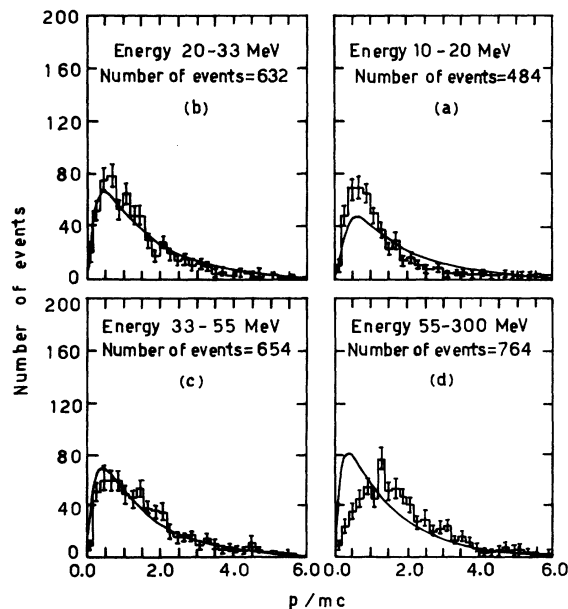 200
160
120
80
40
0
Energy 20-33 MeV
Number of events=632
(b)
Energy 10-20 MeV
Number of events=484
(a)
Number of events
200
160
120
80
40
0
Energy 33-55 MeV
Number of events=654
(c)
Energy 55-300 MeV
Number of events=764
(d)
0 2.0 4.0 6.0 0.0 2.0 4.0 6.0
p/mc